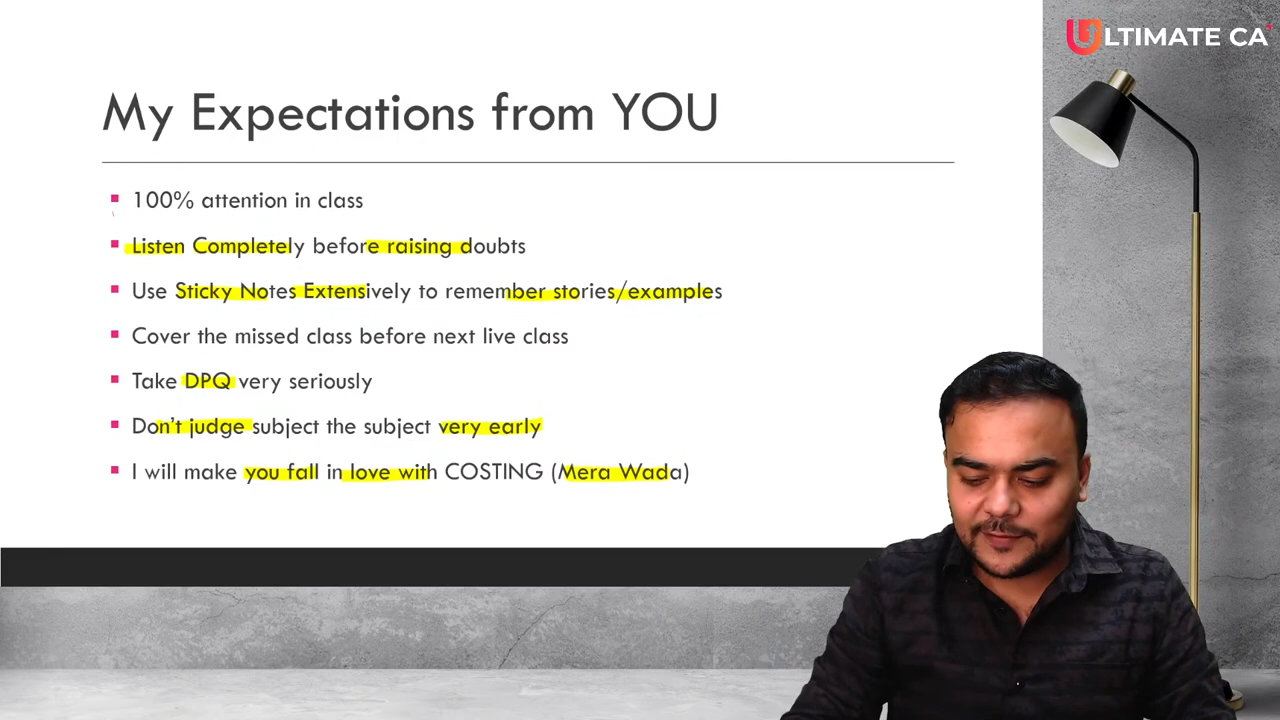 ULTIMATE CA
My Expectations from YOU
100% attention in class
Listen Completely before raising doubts
Use Sticky Notes Extensively to remember stories/examples
Cover the missed class before next live class
Take DPQ very seriously
Don't judge subject the subject very early
I will make you fall in love with COSTING (Mera Wada)